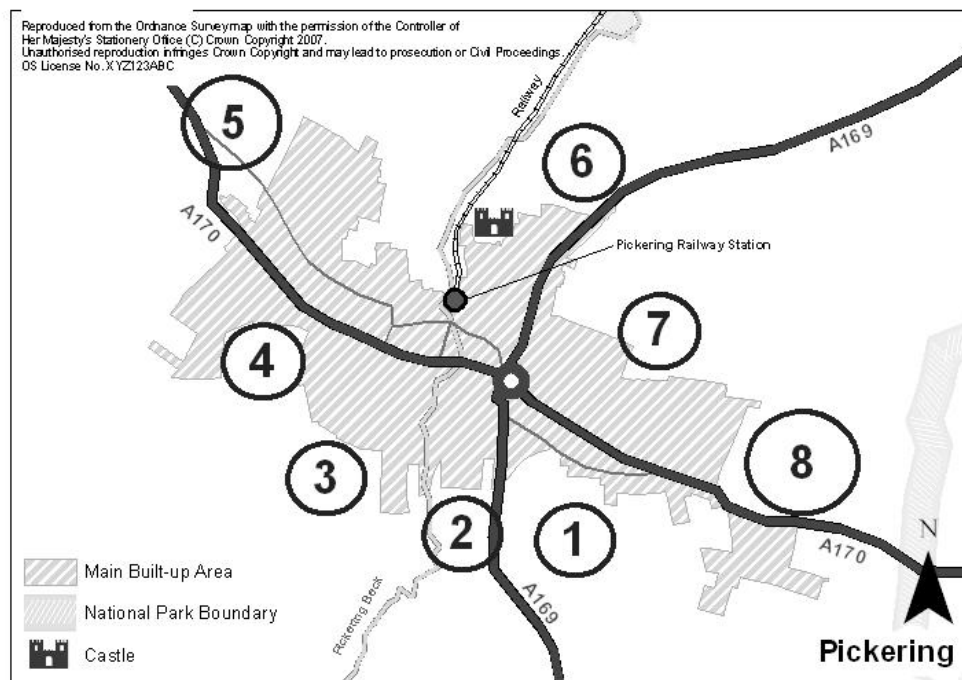 Reproduced from the Ordnance Survey map with the permission of the Controller of
Her Majesty's Stationery Office (C) Crown Copyright 2007.
Unauthorised reproduction infringes Crown Copyright and may lead to prosecution or Civil Proceedings.
OS License No. XYZ123ABC
Railway
5
6
A169
A170
Pickering Railway Station
7
4
8
3
2
1
N
A170
Main Built-up Area
A169
National Park Boundary
Pickering Beck
Castle
Pickering